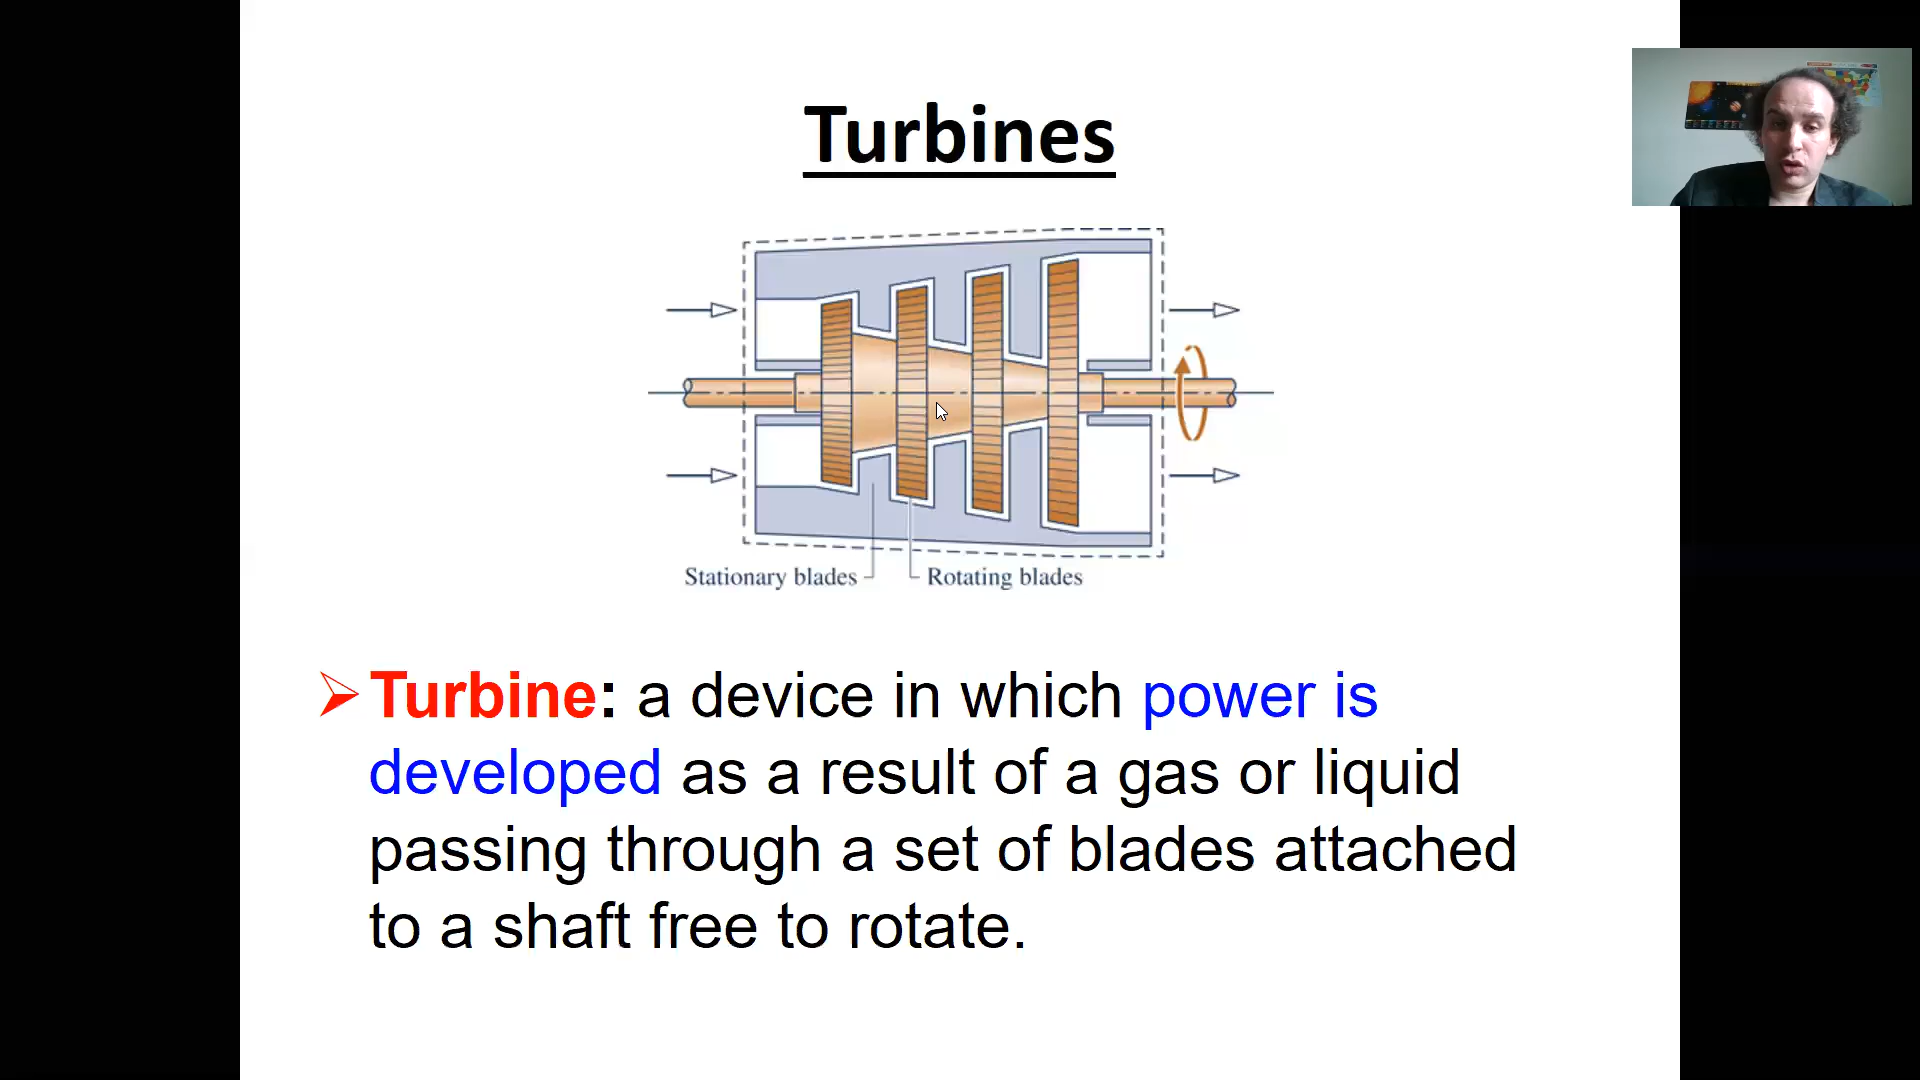 Turbines
Stationary blades
Rotating blades
Turbine: a device in which power is
developed as a result of a gas or liquid
passing through a set of blades attached
to a shaft free to rotate.